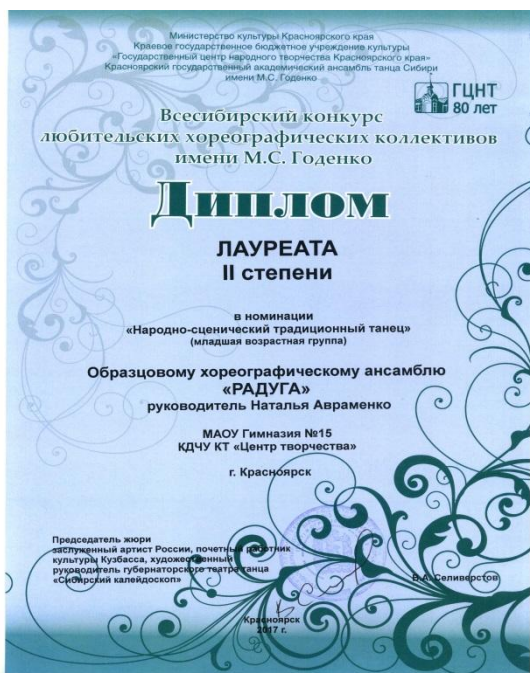 Министерство культуры Красноярского края
Краевое государственное бюджетное учреждение культуры
"Государственный центр народного творчества Красноярского края"
Красноярский государственный академический ансамбль танца Сибири
имени М.С. Годенко
ГЦНТ
80 лет
Всесибирский конкурс
любительских хореографических коллективов
имени М.С. Годенко
Диплом
ЛАУРЕАТА
II степени
в номинации
«Народно-сценический традиционный танец»
(младшая возрастная группа)
Образцовому хореографическому ансамблю
«РАДУГА»
руководитель Наталья Авраменко
МАОУ Гимназия №15
КДЧУ КТ «Центр творчества»
г. Красноярск
Председатель жюри
заслуженный артист России, почетный работник
культуры Кузбасса, художественный
руководитель губернаторского театра танца
«Сибирский калейдоскоп»
В.А. Селиверстов
Красноярск
2017 г.